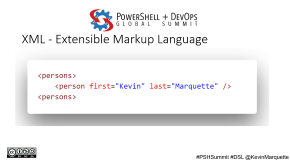 PowerShell + DevOps
GLOBAL SUMMIT
XML - Extensible Markup Language
<persons>
<person first="Kevin" last="Marquette" />
<persons>
#PSHSummit #DSL @KevinMarquette